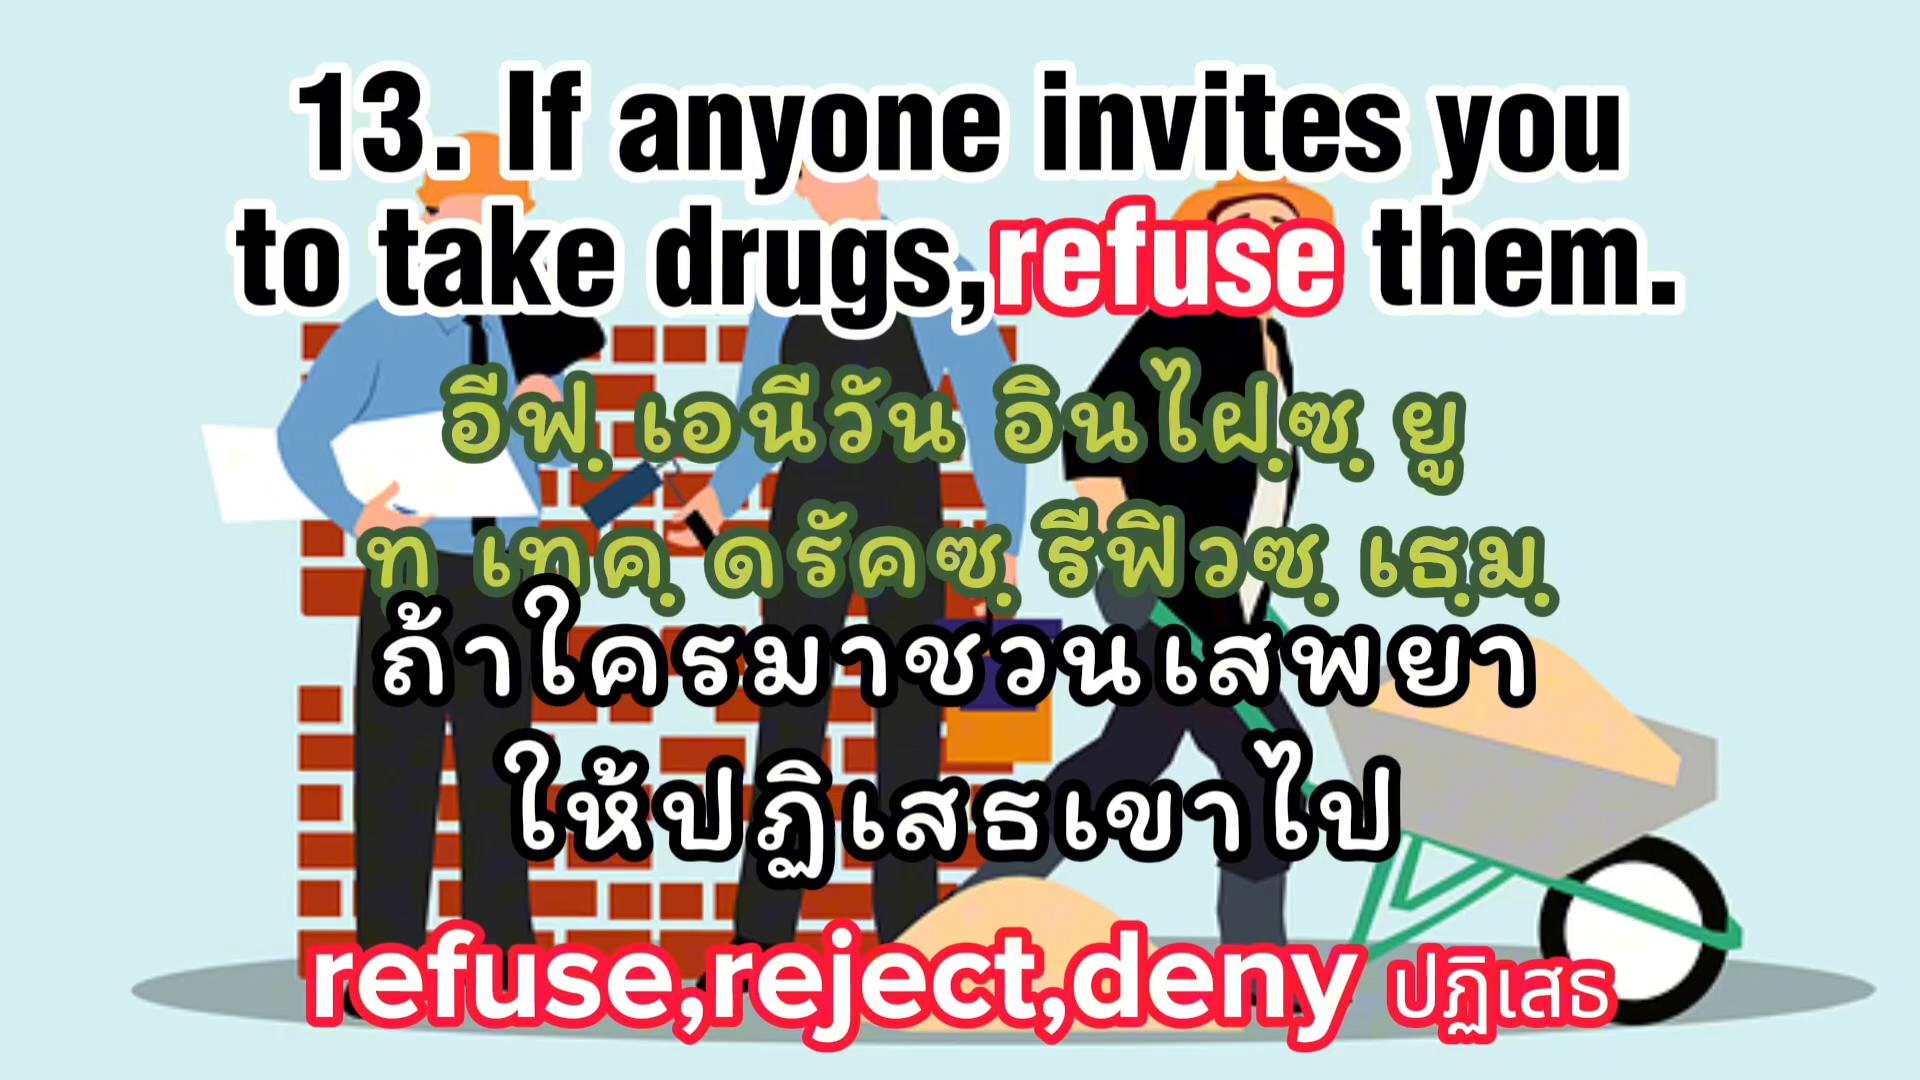 13. If anyone invites you
to take drugs,refuse them.
อีฟฺ เอนีวัน อินไฝฺซฺ ยู
ทุ เทคฺ ดรัคซฺ รีฟิวซฺ เธฺมฺ
ถ้าใครมาชวนเสพยา
ให้ปฏิเสธเขาไป
refuse,reject,deny ปฏิเสธ